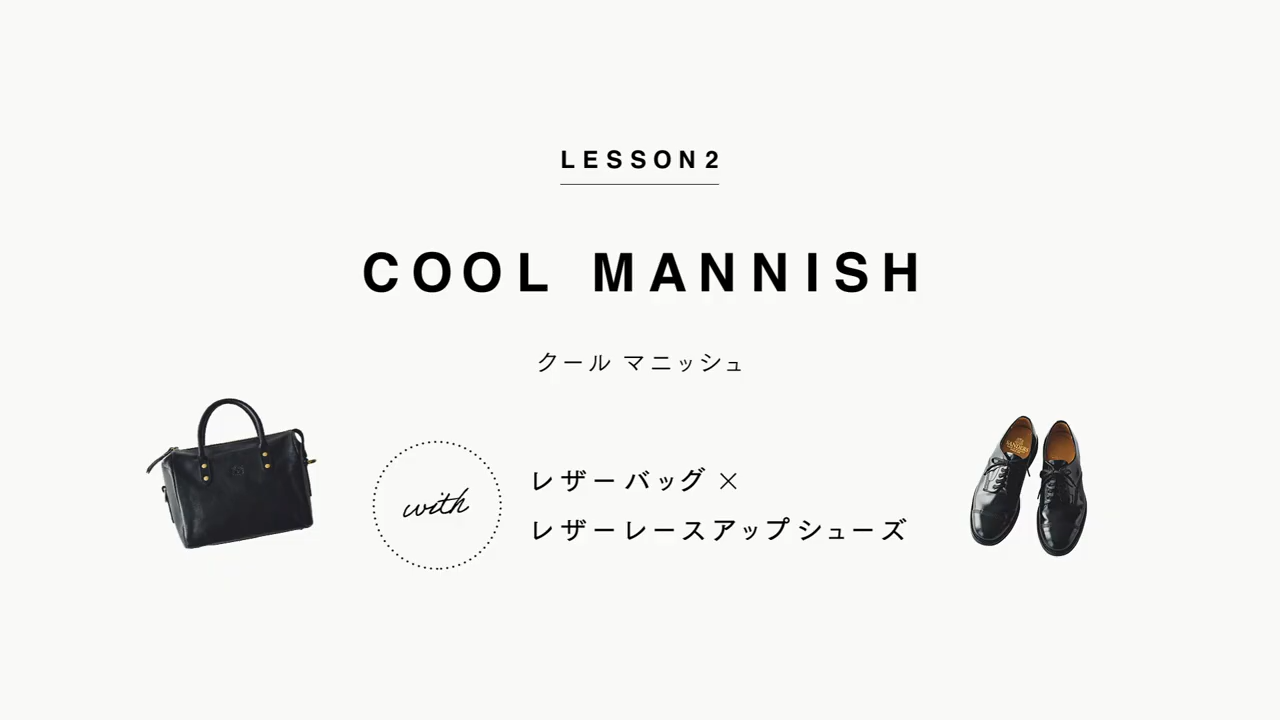 LESSON2
COOL MANNISH
クール マニッシュ
with
レザーバッグ ×
レザーレースアップシューズ
SANDERS